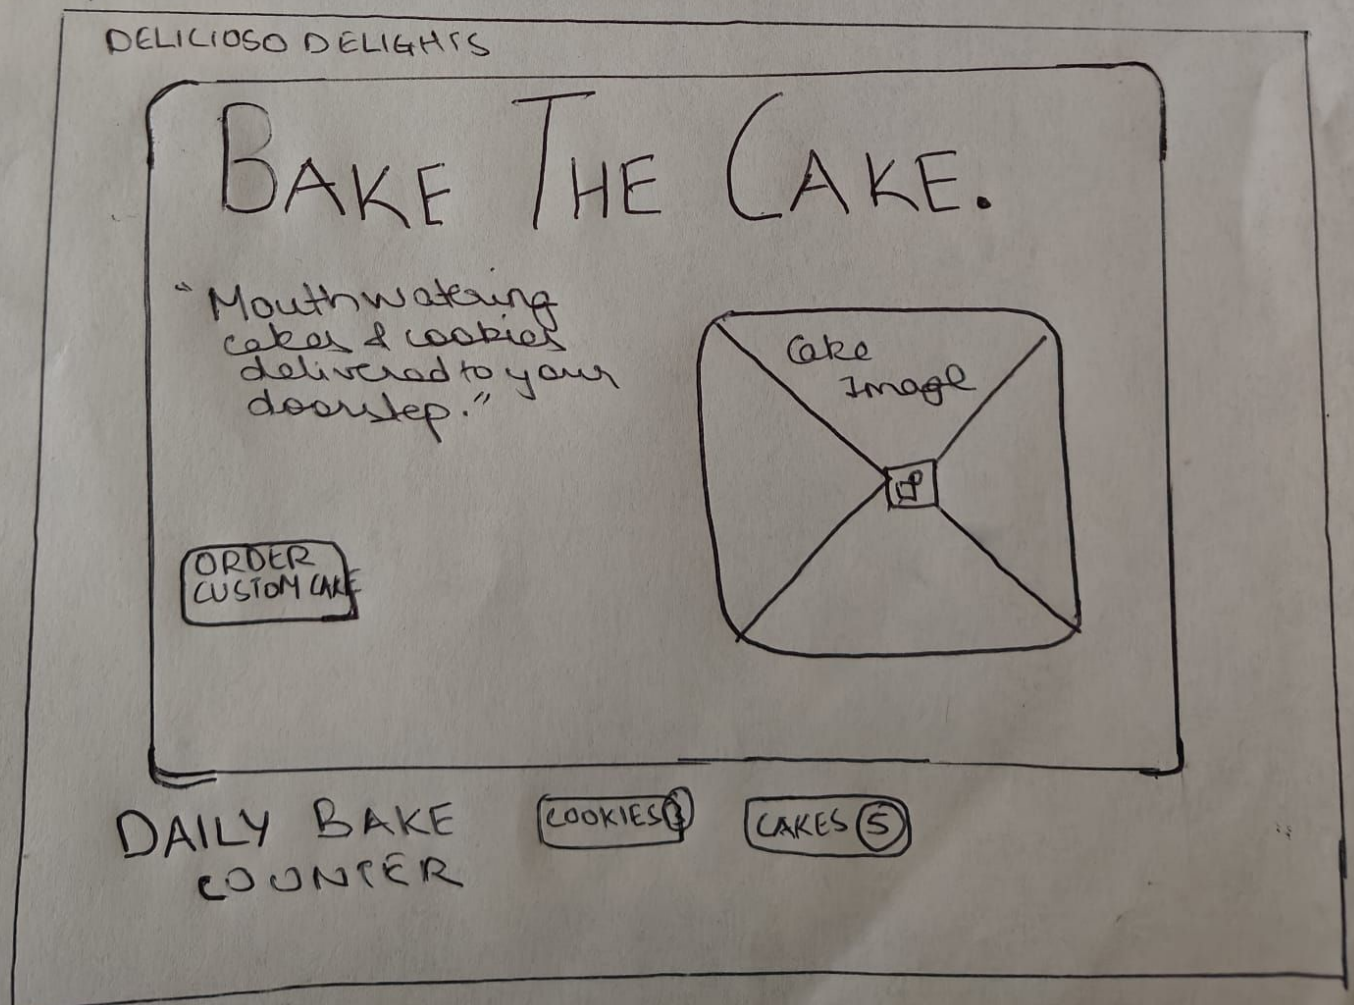 DELICIOSO DELIGHTS
BAKE THE CAKE.
"Mouthwatering
cakes & cookies
delivered to your
doorstep."
Cake
Image
ORDER
CUSTOM CAKE
DAILY BAKE
COUNTER
COOKIES
CAKES 5